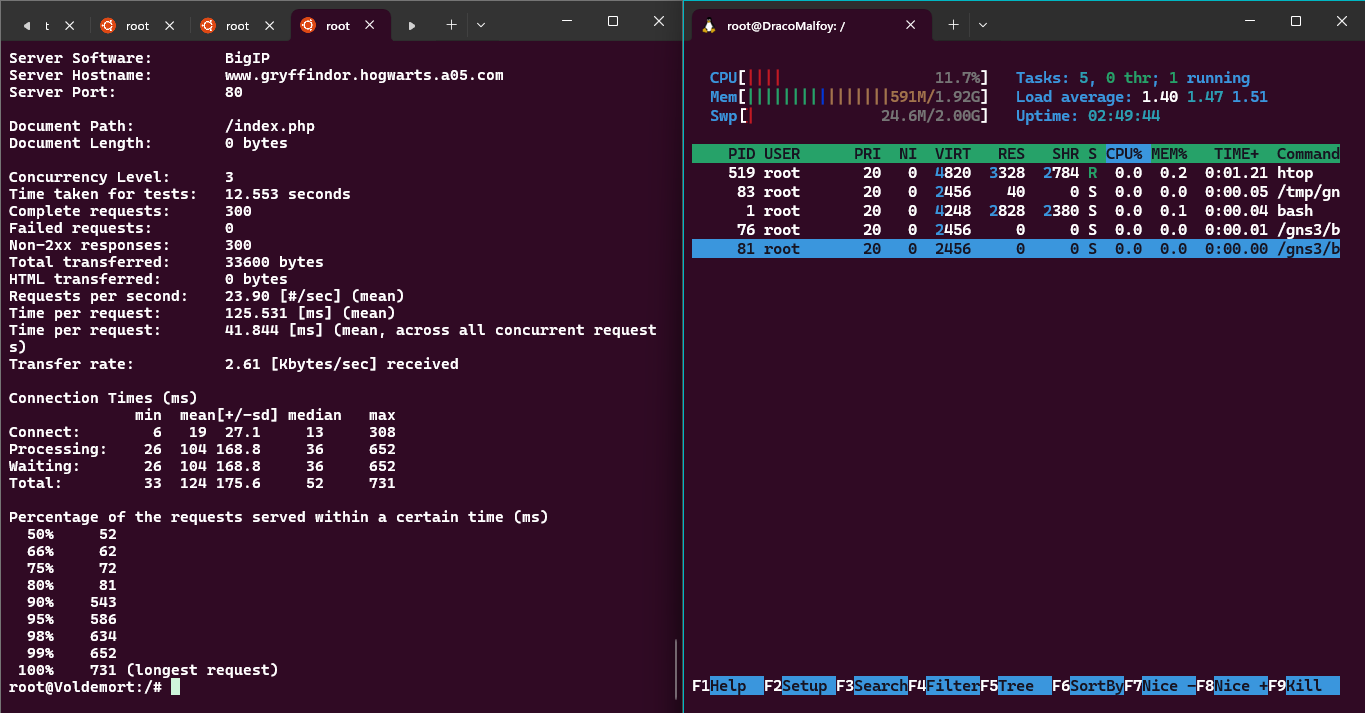 t root root root
Server Software: BigIP
Server Hostname: www.gryffindor.hogwarts.a05.com
Server Port: 80
Document Path: /index.php
Document Length: 0 bytes
Concurrency Level: 3
Time taken for tests: 12.553 seconds
Complete requests: 300
Failed requests: 0
Non-2xx responses: 300
Total transferred: 33600 bytes
HTML transferred: 0 bytes
Requests per second: 23.90 [#/sec] (mean)
Time per request: 125.531 [ms] (mean)
Time per request: 41.844 [ms] (mean, across all concurrent request
s)
Transfer rate: 2.61 [Kbytes/sec] received
Connection Times (ms)
min mean[+/-sd] median max
Connect: 6 19 27.1 13 308
Processing: 26 104 168.8 36 652
Waiting: 26 104 168.8 36 652
Total: 33 124 175.6 52 731
Percentage of the requests served within a certain time (ms)
50% 52
66% 62
75% 72
80% 81
90% 543
95% 586
98% 634
99% 652
100% 731 (longest request)
root@Voldemort:/#
root@DracoMalfoy: /
CPU[|||| 11.7%] Tasks: 5, 0 thr; 1 running
Mem[||||||||||||||||591M/1.92G] Load average: 1.40 1.47 1.51
Swp[| 24.6M/2.00G] Uptime: 02:49:44
PID USER PRI NI VIRT RES SHR S CPU% MEM% TIME+ Command
519 root 20 0 4820 3328 2784 R 0.0 0.2 0:01.21 htop
83 root 20 0 2456 40 0 S 0.0 0.0 0:00.05 /tmp/gn
1 root 20 0 4248 2828 2380 S 0.0 0.1 0:00.04 bash
76 root 20 0 2456 0 0 S 0.0 0.0 0:00.01 /gns3/b
81 root 20 0 2456 0 0 S 0.0 0.0 0:00.00 /gns3/b
F1Help F2Setup F3SearchF4FilterF5Tree F6SortByF7Nice -F8Nice +F9Kill